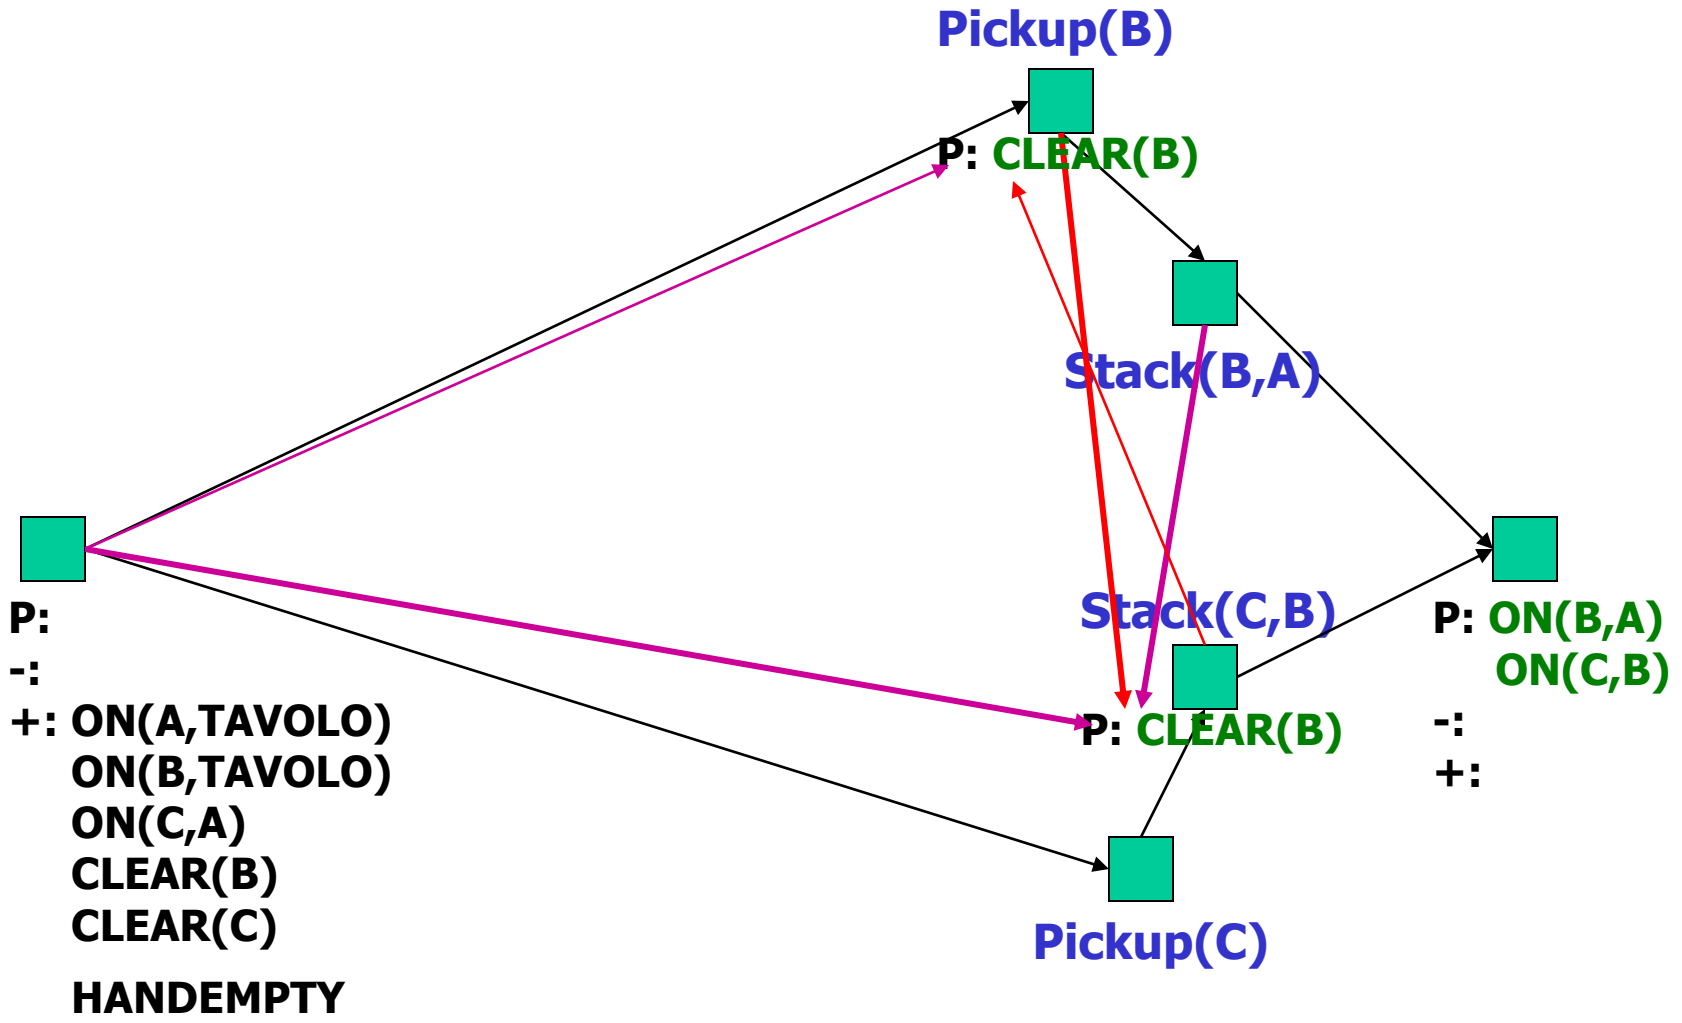 Pickup(B)
P: CLEAR(B)
Stack(B,A)
Stack(C,B)
P: CLEAR(B)
Pickup(C)
P:
-:
+: ON(A,TAVOLO)
ON(B,TAVOLO)
ON(C,A)
CLEAR(B)
CLEAR(C)
HANDEMPTY
P: ON(B,A)
ON(C,B)
-:
+: